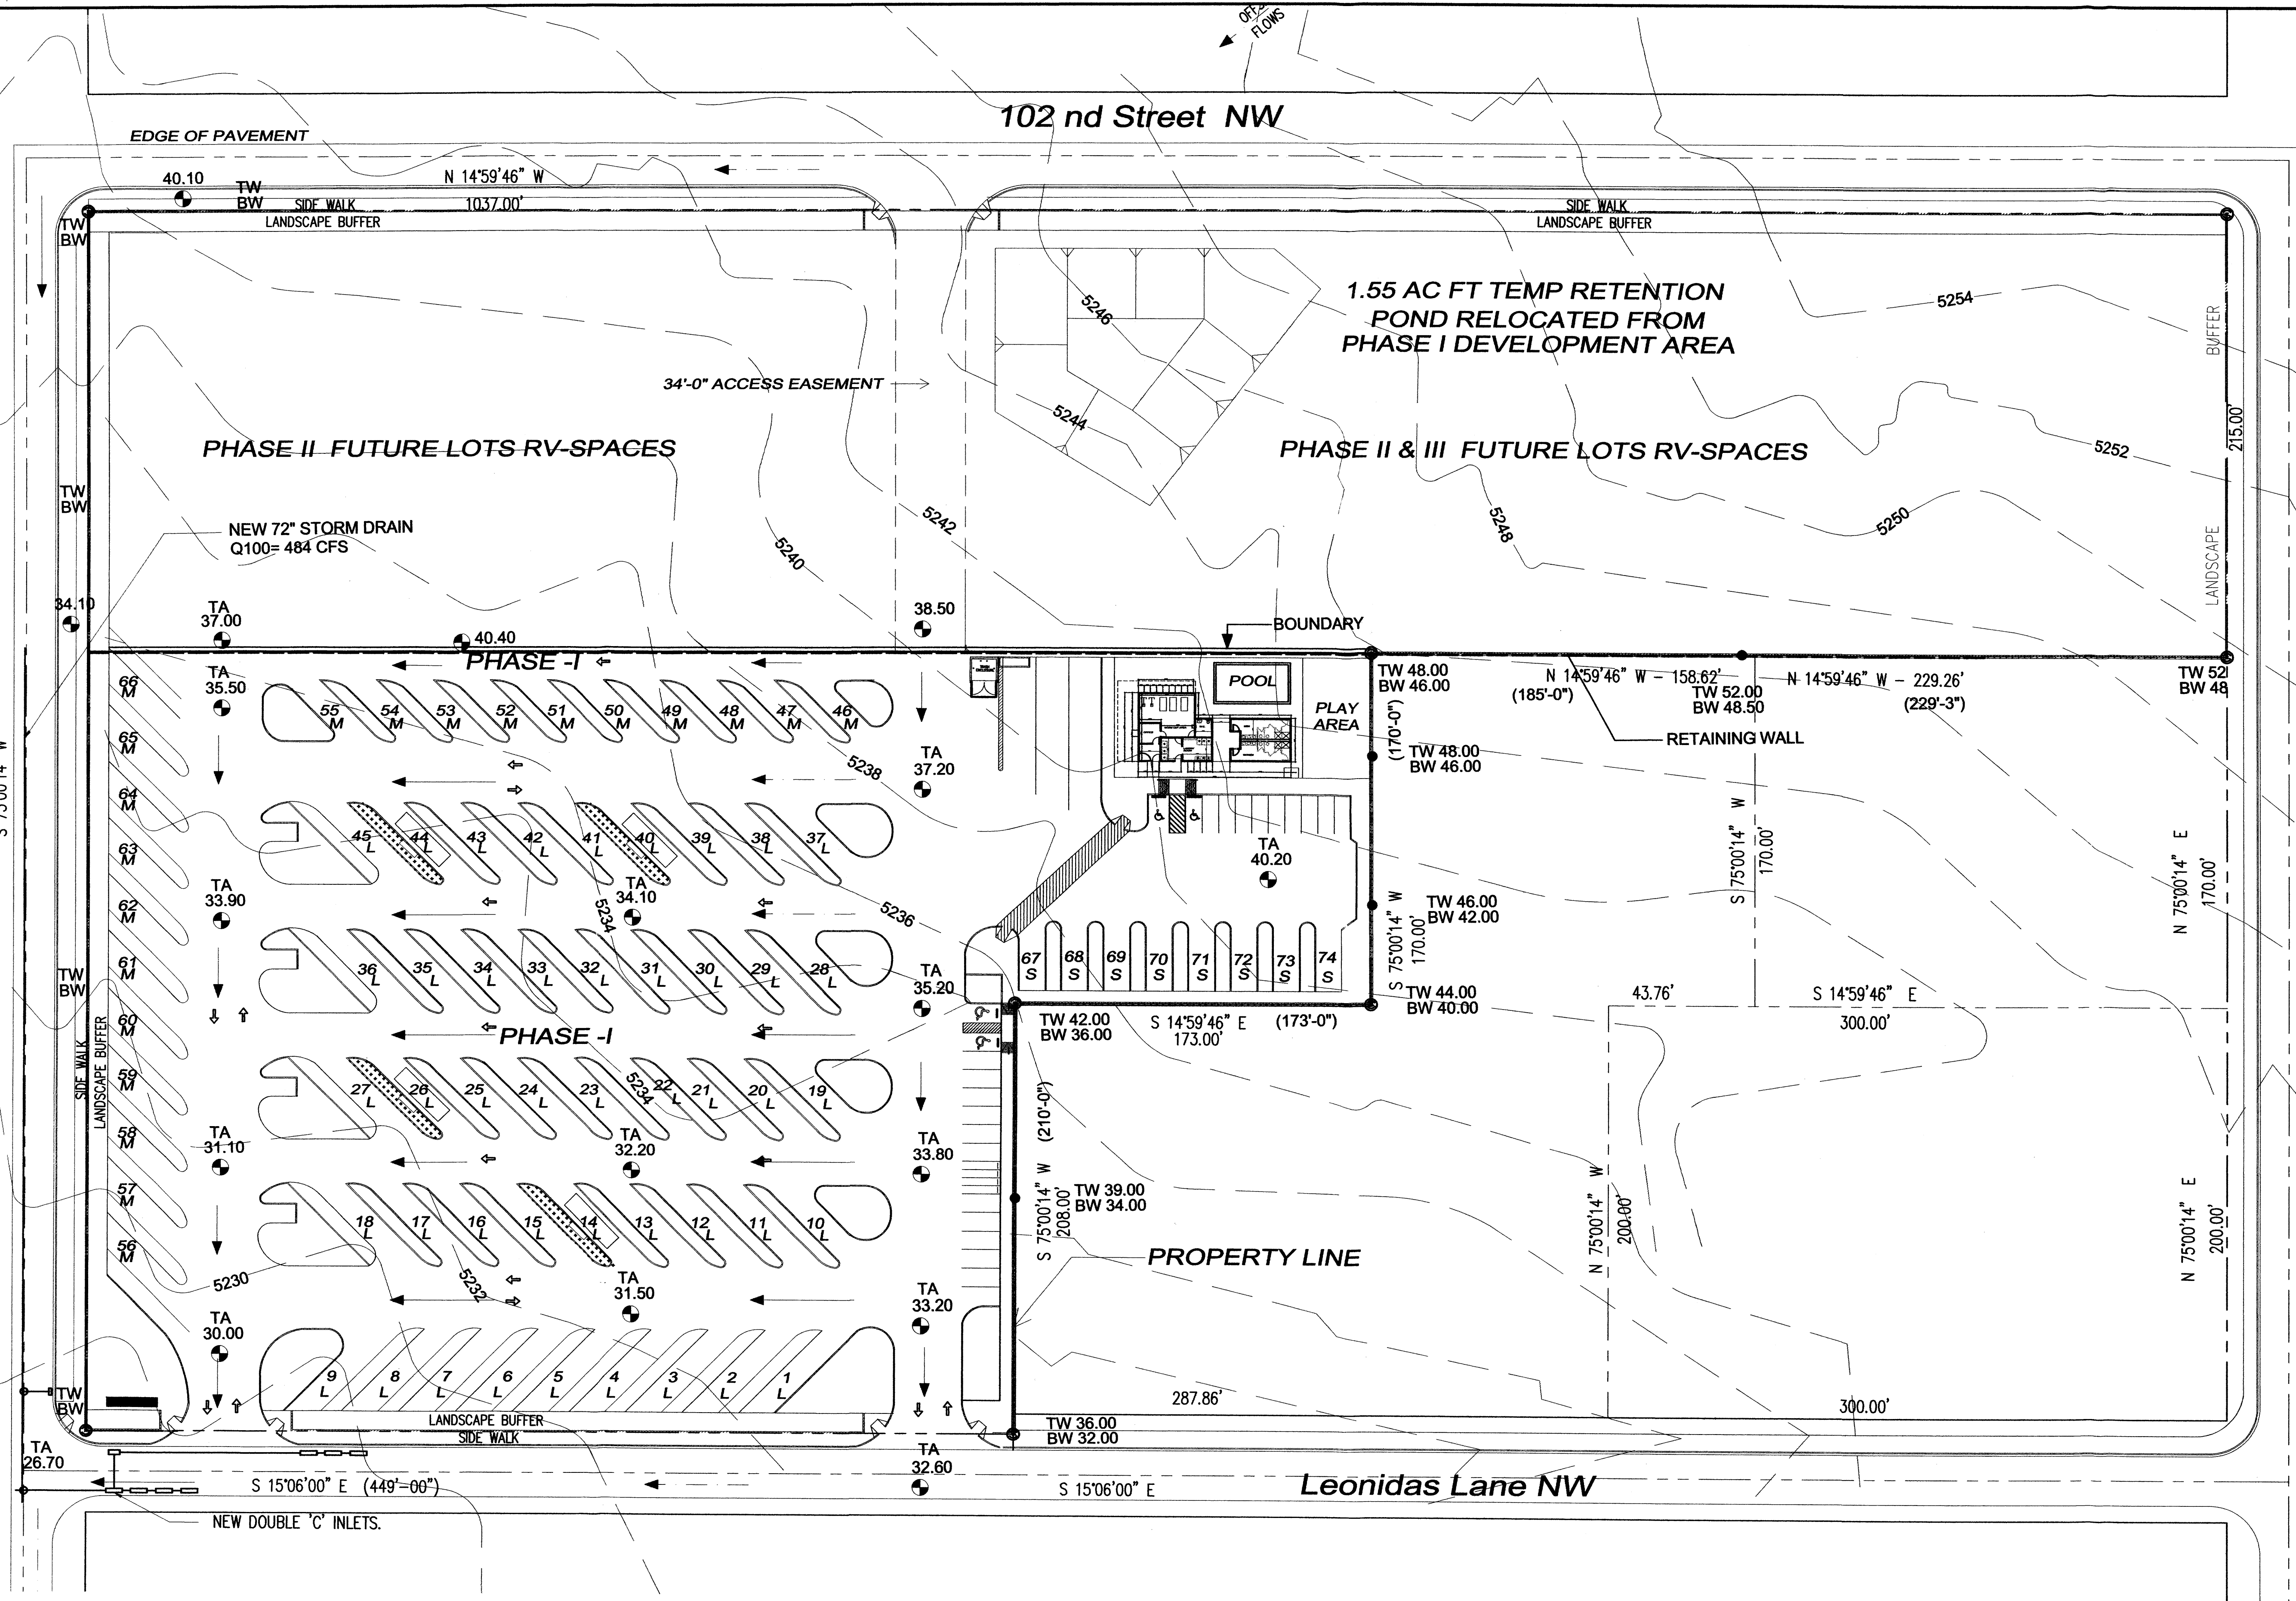 FLOWS
102 nd Street NW
EDGE OF PAVEMENT
40.10
TW
BW
N 14°59'46" W
1037.00'
SIDE WALK
LANDSCAPE BUFFER
SIDE WALK
LANDSCAPE BUFFER
TW
BW
1.55 AC FT TEMP RETENTION
POND RELOCATED FROM
PHASE I DEVELOPMENT AREA
5246
5254
BUFFER
34'-0" ACCESS EASEMENT
5244
215.00'
PHASE II FUTURE LOTS RV-SPACES
PHASE II & III FUTURE LOTS RV-SPACES
5252
TW
BW
NEW 72" STORM DRAIN
Q100= 484 CFS
5242
5240
5248
5250
LANDSCAPE
34.10
TA
37.00
40.40
38.50
BOUNDARY
PHASE -I
TW 48.00
BW 46.00
N 14°59'46" W - 158.62'
(185'-0")
TW 52.00
BW 48.50
N 14°59'46" W - 229.26'
(229'-3")
TW 52
BW 48
TA
35.50
66
M
55
M
54
M
53
M
52
M
51
M
50
M
49
M
48
M
47
M
46
M
POOL
PLAY
AREA
(170'-0")
RETAINING WALL
65
M
TA
37.20
5238
TW 48.00
BW 46.00
64
M
45
L
44
L
43
L
42
L
41
L
40
L
39
L
38
L
37
L
TA
40.20
S 75°00'14" W
170.00'
N 75°00'14" E
170.00'
63
M
TA
33.90
TA
34.10
5234
5236
62
M
TW 46.00
BW 42.00
S 75°00'14" W
170.00'
61
M
36
L
35
L
34
L
33
L
32
L
31
L
30
L
29
L
28
L
TA
35.20
67
S
68
S
69
S
70
S
71
S
72
S
73
S
74
S
TW
BW
TW 44.00
BW 40.00
43.76'
S 14°59'46" E
300.00'
60
M
TW 42.00
BW 36.00
S 14°59'46" E
173.00'
(173'-0")
PHASE -I
SIDE WALK
LANDSCAPE BUFFER
59
M
27
L
26
L
25
L
24
L
23
L
5234
22
L
21
L
20
L
19
L
58
M
TA
31.10
TA
32.20
TA
33.80
S 75°00'14" W (210'-0")
208.00'
TW 39.00
BW 34.00
N 75°00'14" W
200.00'
N 75°00'14" E
200.00'
57
M
18
L
17
L
16
L
15
L
14
L
13
L
12
L
11
L
10
L
56
M
PROPERTY LINE
5230
5232
TA
31.50
TA
33.20
TA
30.00
9
L
8
L
7
L
6
L
5
L
4
L
3
L
2
L
1
L
287.86'
300.00'
TW
BW
LANDSCAPE BUFFER
SIDE WALK
TW 36.00
BW 32.00
TA
26.70
TA
32.60
S 15°06'00" E (449'-00")
S 15°06'00" E
Leonidas Lane NW
NEW DOUBLE 'C' INLETS.